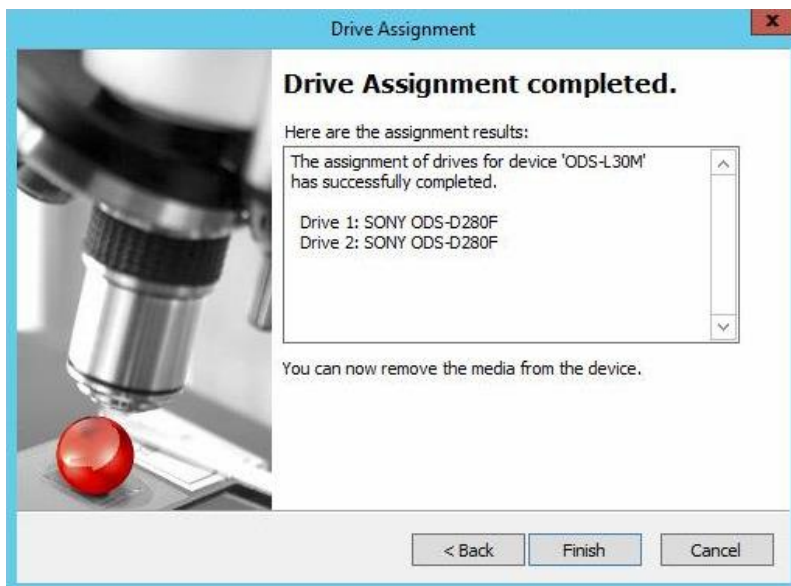 Drive Assignment
x
Drive Assignment completed.
Here are the assignment results:
The assignment of drives for device 'ODS-L30M'
has successfully completed.
Drive 1: SONY ODS-D280F
Drive 2: SONY ODS-D280F
You can now remove the media from the device.
< Back
Finish
Cancel